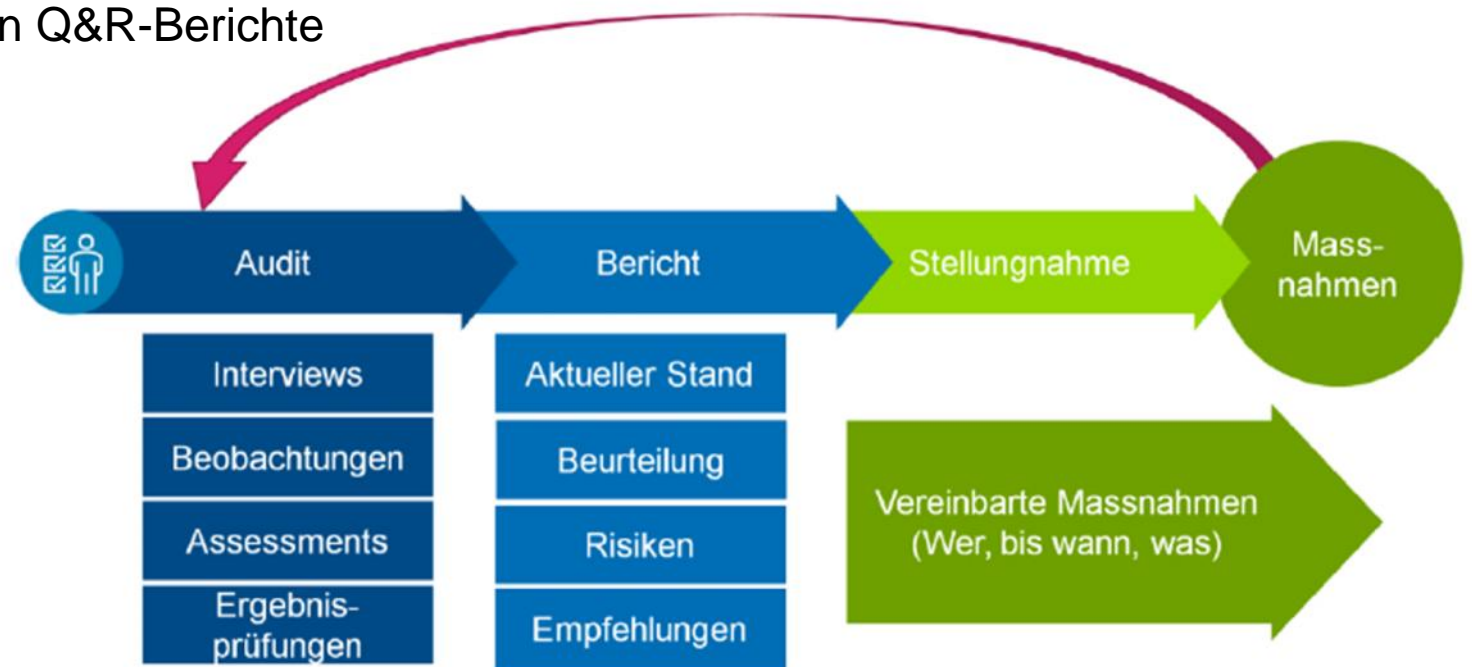 n Q&R-Berichte
Audit
Bericht
Stellungnahme
Mass-
nahmen
Interviews
Beobachtungen
Assessments
Ergebnis-
prüfungen
Aktueller Stand
Beurteilung
Risiken
Empfehlungen
Vereinbarte Massnahmen
(Wer, bis wann, was)